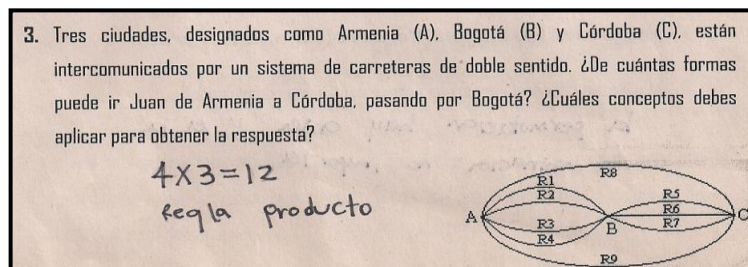 3. Tres ciudades, designados como Armenia (A), Bogotá (B) y Córdoba (C), están
intercomunicados por un sistema de carreteras de doble sentido. ¿De cuántas formas
puede ir Juan de Armenia a Córdoba, pasando por Bogotá? ¿Cuáles conceptos debes
aplicar para obtener la respuesta?
4x3=12
Regla producto
R8
R1
R2
R5
R6
A
B
C
R3
R7
R4
R9